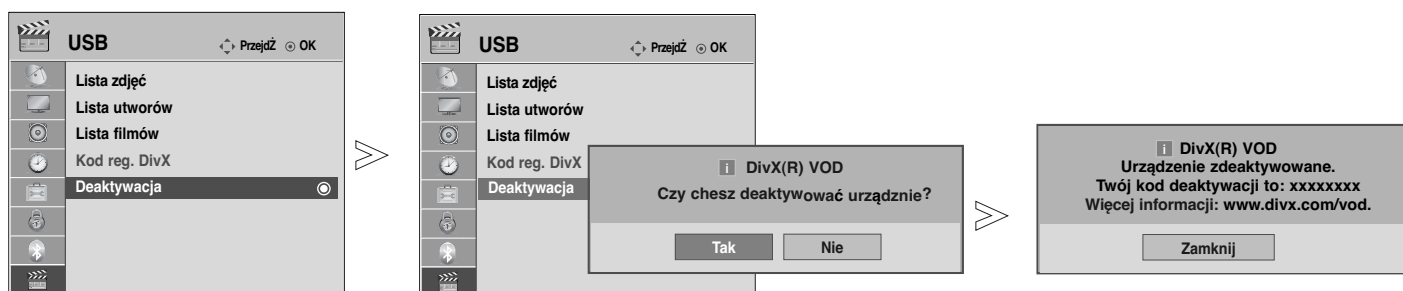 USB PrzejdŹ OK
Lista zdjęć
Lista utworów
Lista filmów
Kod reg. DivX
Deaktywacja
USB PrzejdŹ OK
Lista zdjęć
Lista utworów
Lista filmów
Kod reg. DivX
Deaktywacja
i DivX(R) VOD
Czy chesz deaktywować urządznie?
Tak Nie
i DivX(R) VOD
Urządzenie zdeaktywowane.
Twój kod deaktywacji to: xxxxxxxx
Więcej informacji: www.divx.com/vod.
Zamknij